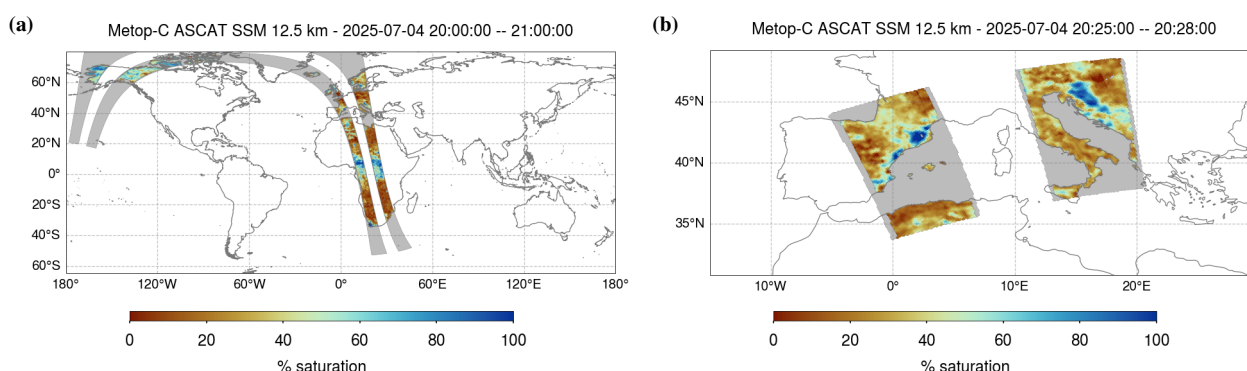 (a)
Metop-C ASCAT SSM 12.5 km - 2025-07-04 20:00:00 -- 21:00:00
60°N
40°N
20°N
0°
20°S
40°S
60°S
180° 120°W 60°W 0° 60°E 120°E 180°
0 20 40 60 80 100
% saturation
(b)
Metop-C ASCAT SSM 12.5 km - 2025-07-04 20:25:00 -- 20:28:00
45°N
40°N
35°N
10°W 0° 10°E 20°E
0 20 40 60 80 100
% saturation